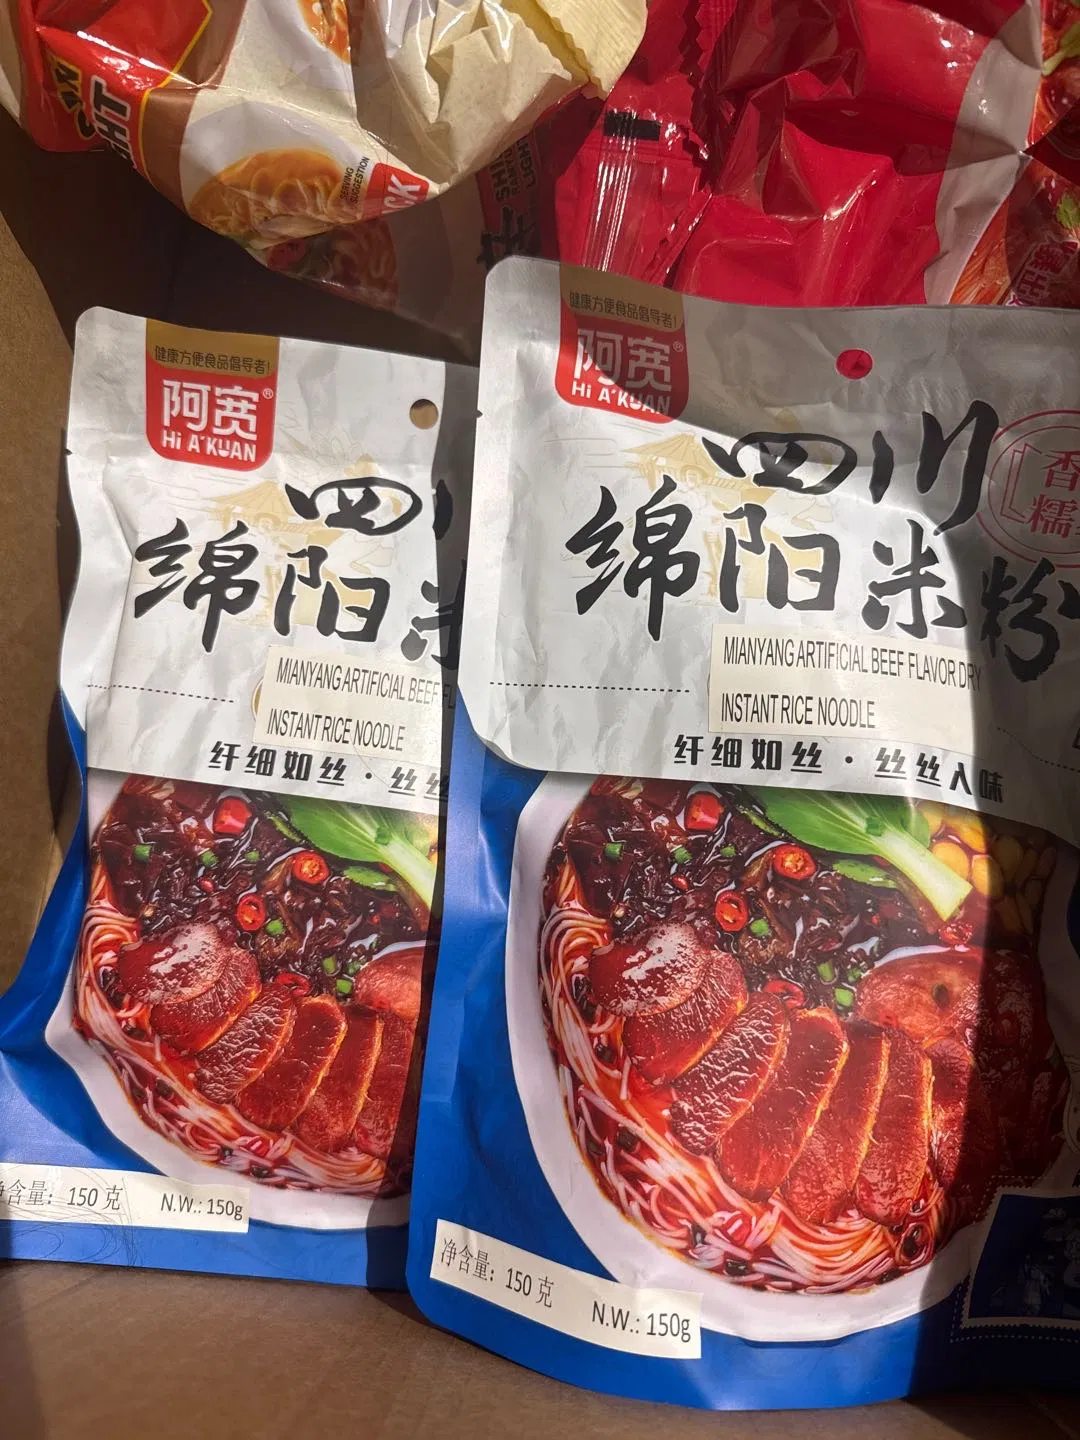 SERVING
SUGGESTION
健康方便食品倡导者!
阿宽®
Hi A'KUAN
四川
绵阳米
MIANYANG ARTIFICIAL BEEF FL
INSTANT RICE NOODLE
纤细如丝·丝丝
净含量: 150克 N.W.: 150g
健康方便食品倡导者!
阿宽®
Hi A'KUAN
四川
绵阳米粉
香
糯
MIANYANG ARTIFICIAL BEEF FLAVOR DRY
INSTANT RICE NOODLE
纤细如丝·丝丝入味
净含量: 150克 N.W.: 150g